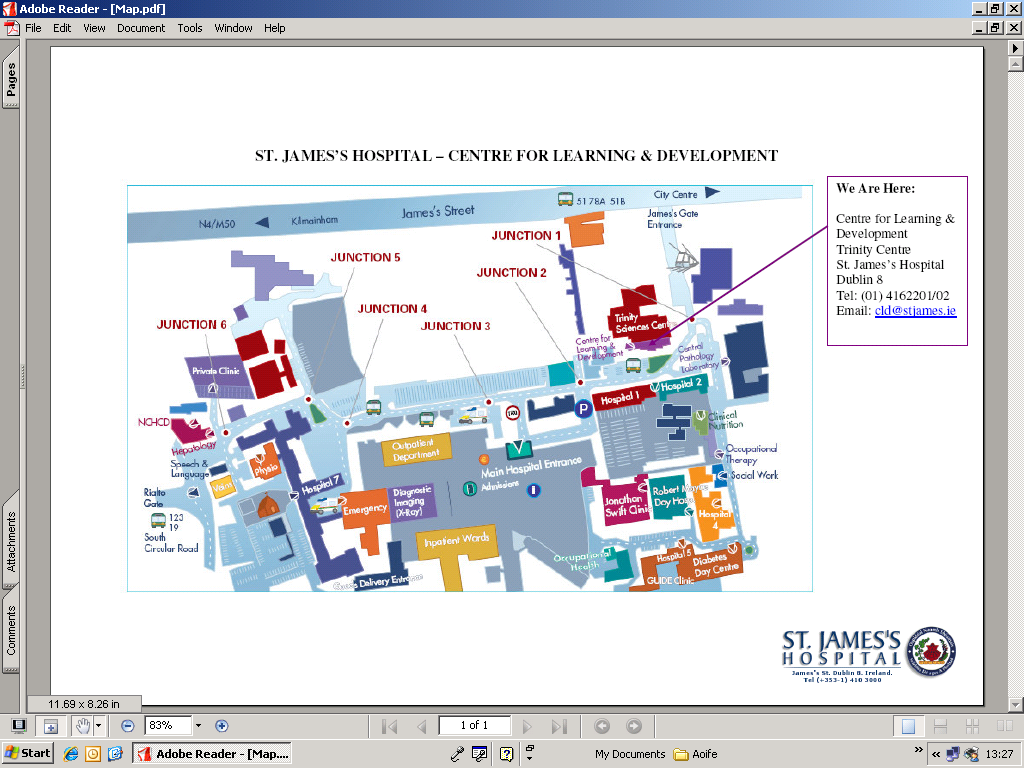 Adobe Reader - [Map.pdf]
File Edit View Document Tools Window Help
Pages
Attachments
Comments
ST. JAMES'S HOSPITAL – CENTRE FOR LEARNING & DEVELOPMENT
We Are Here:
Centre for Learning &
Development
Trinity Centre
St. James's Hospital
Dublin 8
Tel: (01) 4162201/02
Email: cld@stjames.ie
City Centre
51 78A 51B
James's Street
N4/M50
Kilmainham
James's Gate
Entrance
JUNCTION 1
JUNCTION 5
JUNCTION 2
JUNCTION 4
JUNCTION 6
JUNCTION 3
Trinity
Sciences Cent
Centre for
Learning &
Development
Central
Pathology
Laboratory
Private Clinic
Hospital 2
Hospital 1
P
NCHCD
Hepatology
Clinical
Nutrition
Outpatient
Department
Main Hospital Entrance
Admissions
Occupational
Therapy
Social Work
Speech &
Language
Physio
Hospital 7
Rialto
Gate
123
19
South
Circular Road
Emergency
Diagnostic
Imaging
(X-Ray)
Jonathan
Swift Clinic
Robert Mayne
Day Hosp
Hospital
4
Inpatient Wards
Occupational
Health
Hospital 5
Diabetes
Day Centre
GUIDE Clinic
Goods Delivery Entrance
ST. JAMES'S
HOSPITAL
James's St. Dublin 8. Ireland.
Tel (+353-1) 410 3000
11.69 x 8.26 in
83%
1 of 1
Start
Adobe Reader - [Map....
My Documents
Aoife
13:27